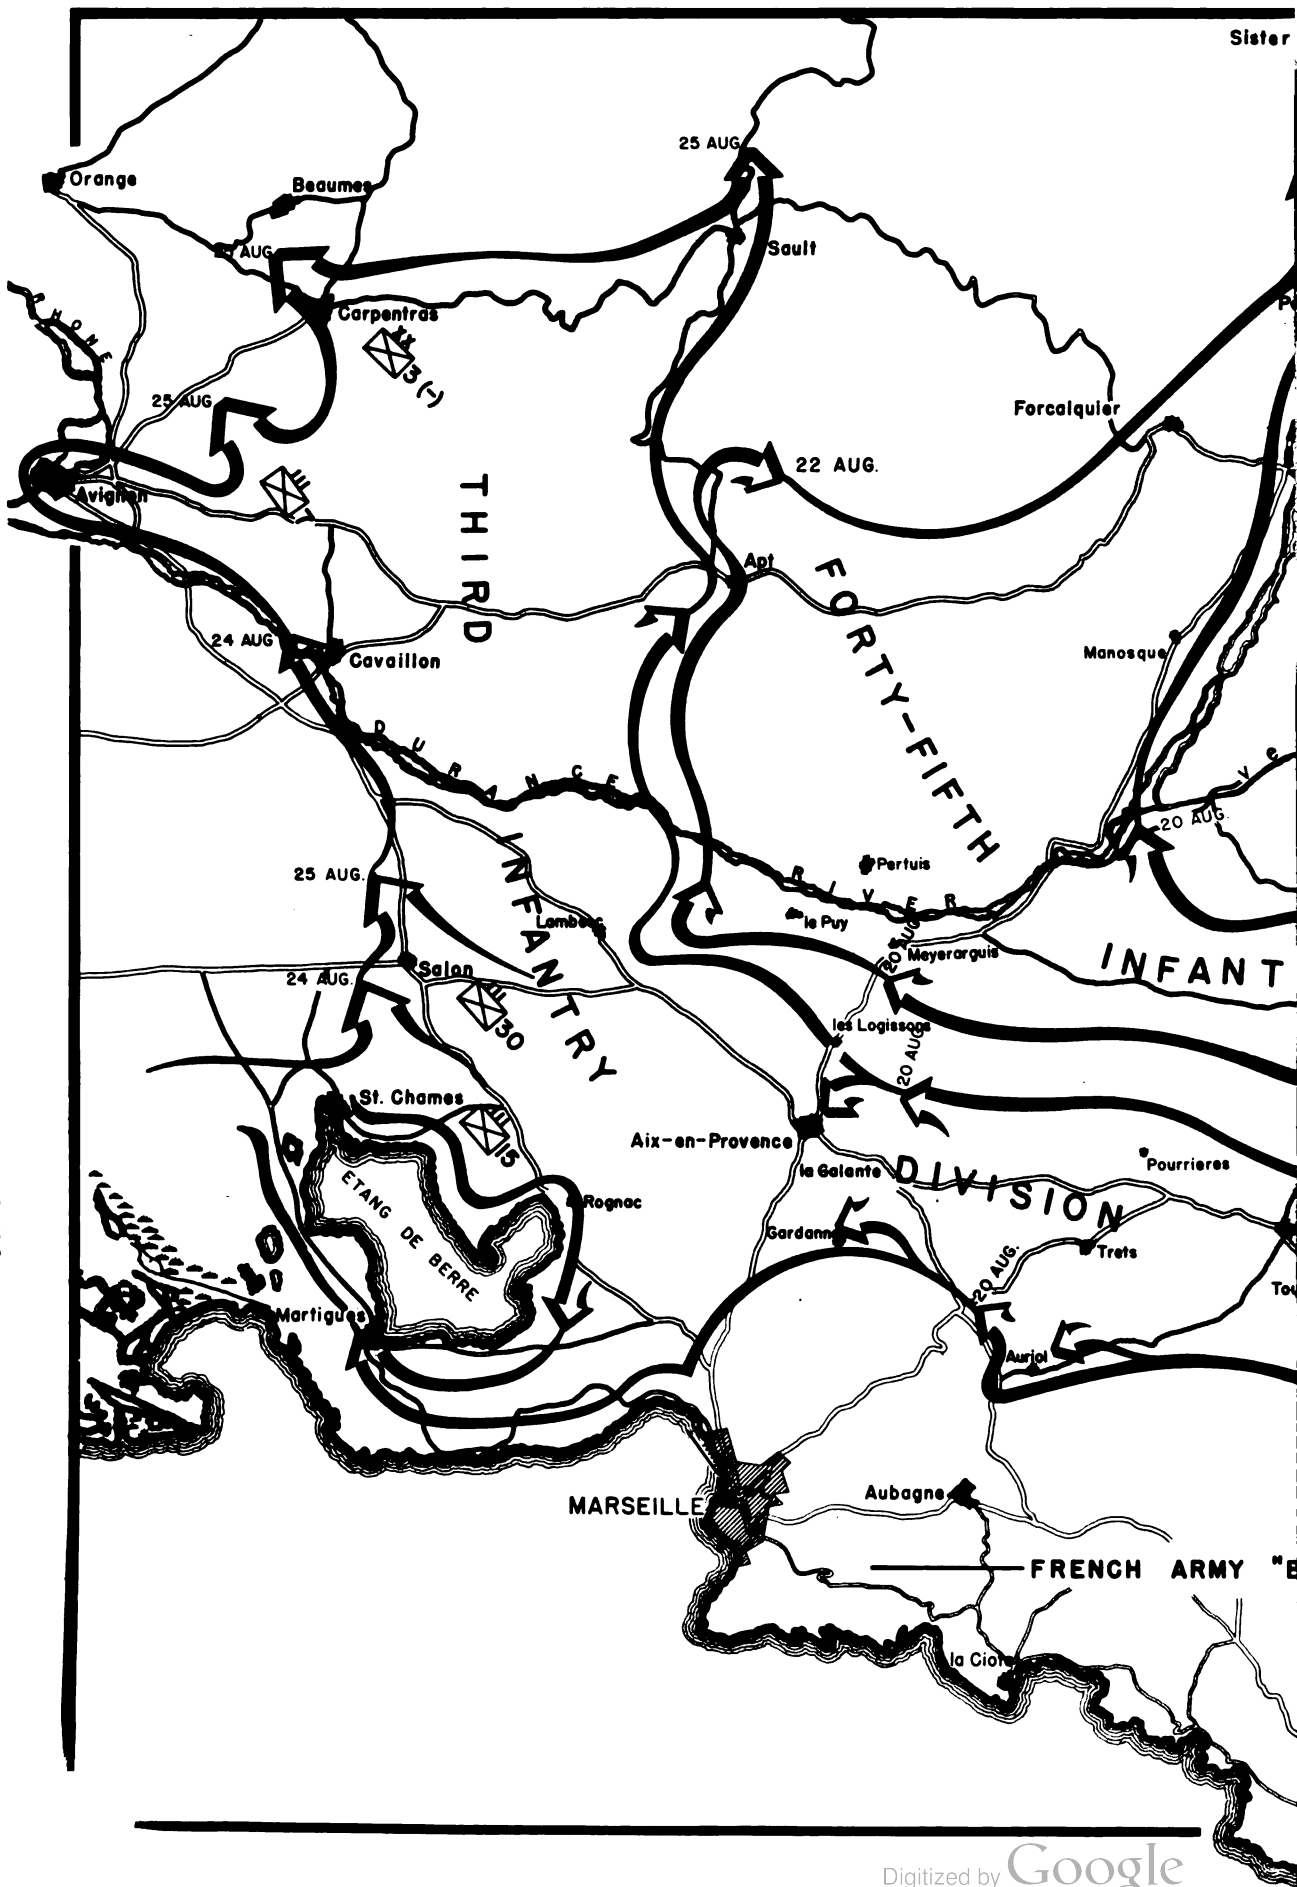 Sister
25 AUG
Orange
Beaumes
AUG
Sault
RHONE
Carpentras
XX
3 (-)
25 AUG
Forcalquier
22 AUG.
Avignon
7
THIRD
Apt
FORTY-FIFTH
24 AUG
Cavaillon
Manosque
DURANCE
RIVER
20 AUG.
25 AUG.
INFANTRY
Pertuis
Lambesc
le Puy
20 AUG
Meyerarguis
INFANT
Salon
24 AUG.
30
les Logissons
20 AUG
St. Chames
15
Aix-en-Provence
la Galante
DIVISION
Pourrieres
ETANG DE BERRE
Rognac
Gardanne
Trets
20 AUG.
Martigues
Auriol
MARSEILLE
Aubagne
FRENCH ARMY "B
la Ciotat
Digitized by Google